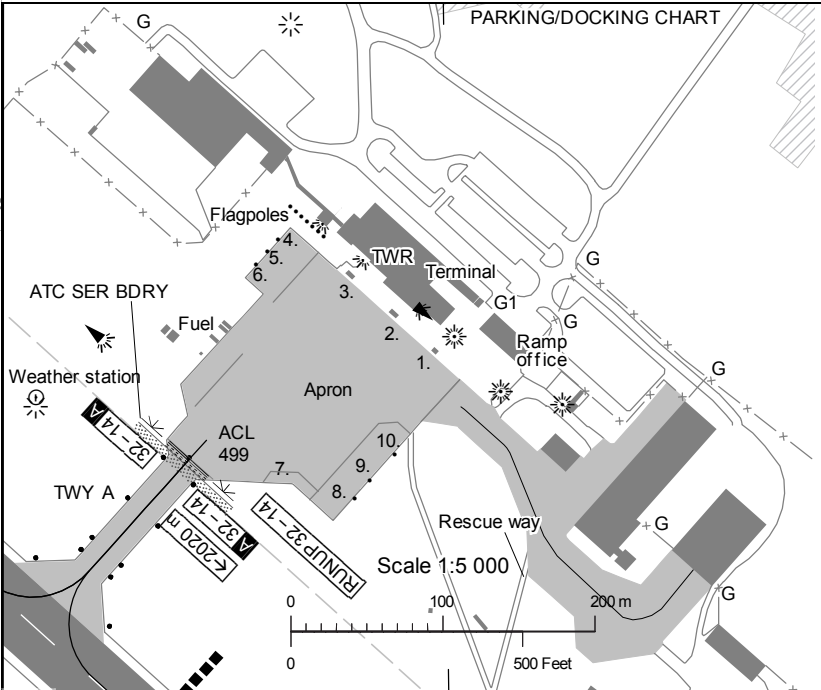 PARKING/DOCKING CHART
G
Flagpoles
4.
5.
6.
TWR
Terminal
G
ATC SER BDRY
3.
G1
Fuel
2.
G
Ramp
office
1.
G
Weather station
Apron
32-14 A
ACL
499
10.
9.
7.
8.
TWY A
32-14 A
←2020 m
RUNUP 32-14
Rescue way
G
Scale 1:5 000
G
0 100 200 m
0 500 Feet